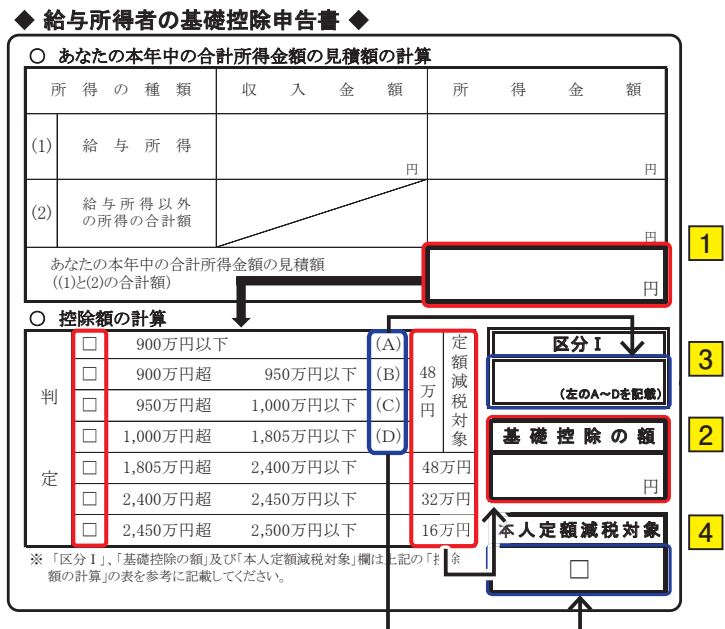 ◆ 給与所得者の基礎控除申告書 ◆
○ あなたの本年中の合計所得金額の見積額の計算
所得の種類 収入金額 所得金額
(1) 給与所得 円 円
(2) 給与所得以外
の所得の合計額 円
1
あなたの本年中の合計所得金額の見積額
((1)と(2)の合計額) 円
○ 控除額の計算
判定
□ 900万円以下 (A)
□ 900万円超 950万円以下 (B)
□ 950万円超 1,000万円以下 (C)
□ 1,000万円超 1,805万円以下 (D)
48万円
定額減税対象
□ 1,805万円超 2,400万円以下 48万円
□ 2,400万円超 2,450万円以下 32万円
□ 2,450万円超 2,500万円以下 16万円
区分Ⅰ
3
(左のA～Dを記載)
基礎控除の額
2
円
本人定額減税対象
4
□
※ 「区分Ⅰ」、「基礎控除の額」及び「本人定額減税対象」欄は上記の「控除
額の計算」の表を参考に記載してください。